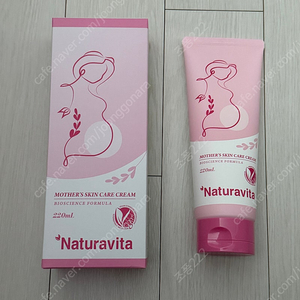 MOTHER'S SKIN CARE CREAM
BIOSCIENCE FORMULA
220mL
Naturavita
MOTHER'S SKIN CARE CREAM
BIOSCIENCE FORMULA
220mL
Naturavita